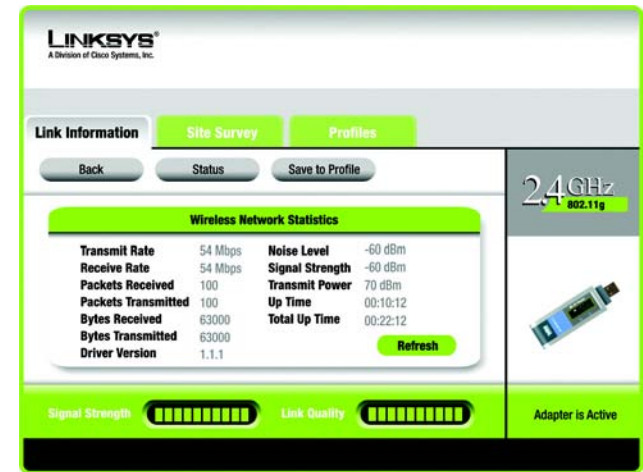 LINKSYS®
A Division of Cisco Systems, Inc.
Link Information Site Survey Profiles
Back Status Save to Profile
2.4GHz
802.11g
Wireless Network Statistics
Transmit Rate 54 Mbps Noise Level -60 dBm
Receive Rate 54 Mbps Signal Strength -60 dBm
Packets Received 100 Transmit Power 70 dBm
Packets Transmitted 100 Up Time 00:10:12
Bytes Received 63000 Total Up Time 00:22:12
Bytes Transmitted 63000
Driver Version 1.1.1
Refresh
Signal Strength Link Quality Adapter is Active